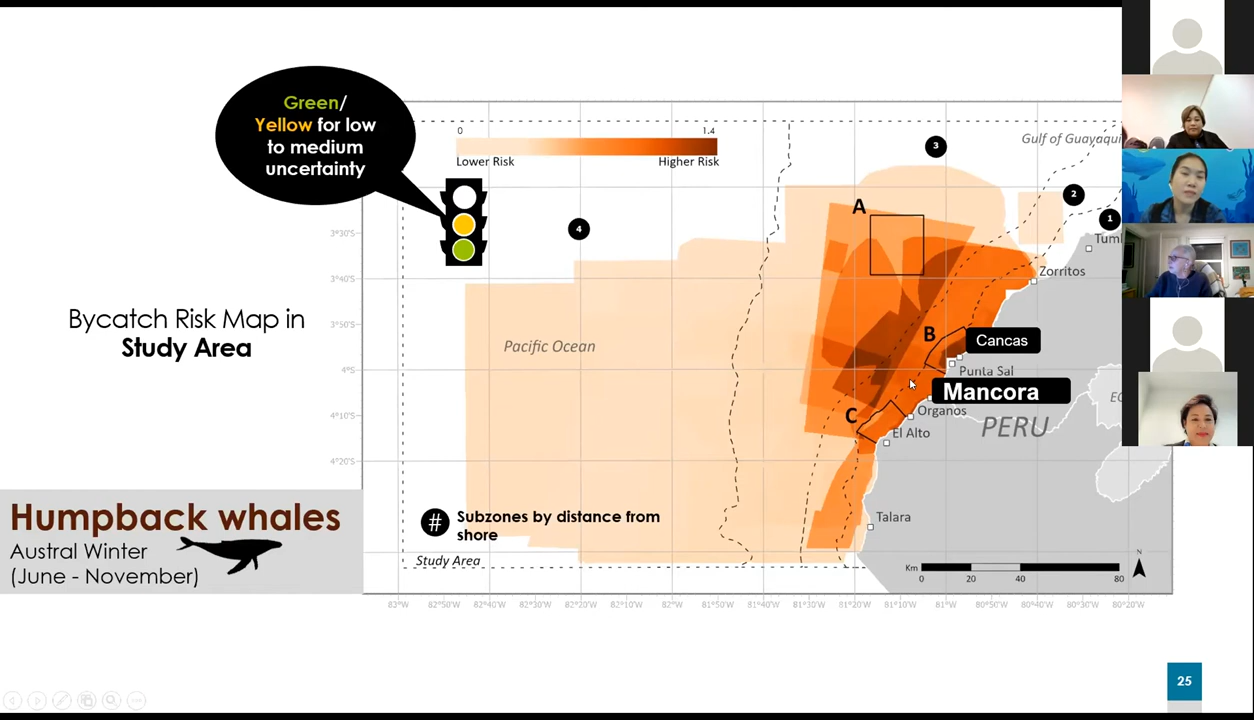 Green/
Yellow for low
to medium
uncertainty
0
1.4
Lower Risk
Higher Risk
3
Gulf of Guayaqui
2
1
A
4
3°30'S
Tum
3°40'S
Zorritos
Bycatch Risk Map in
Study Area
3°50'S
B
Cancas
Pacific Ocean
4°S
Punta Sal
Mancora
EC
4°10'S
C
Organos
PERU
El Alto
4°20'S
Humpback whales
Austral Winter
(June - November)
#
Subzones by distance from
shore
Talara
Study Area
Km
0
20
40
80
N
83°W
82°50'W
82°40'W
82°30'W
82°20'W
82°10'W
82°W
81°50'W
81°40'W
81°30'W
81°20'W
81°10'W
81°W
80°50'W
80°40'W
80°30'W
80°20'W
25